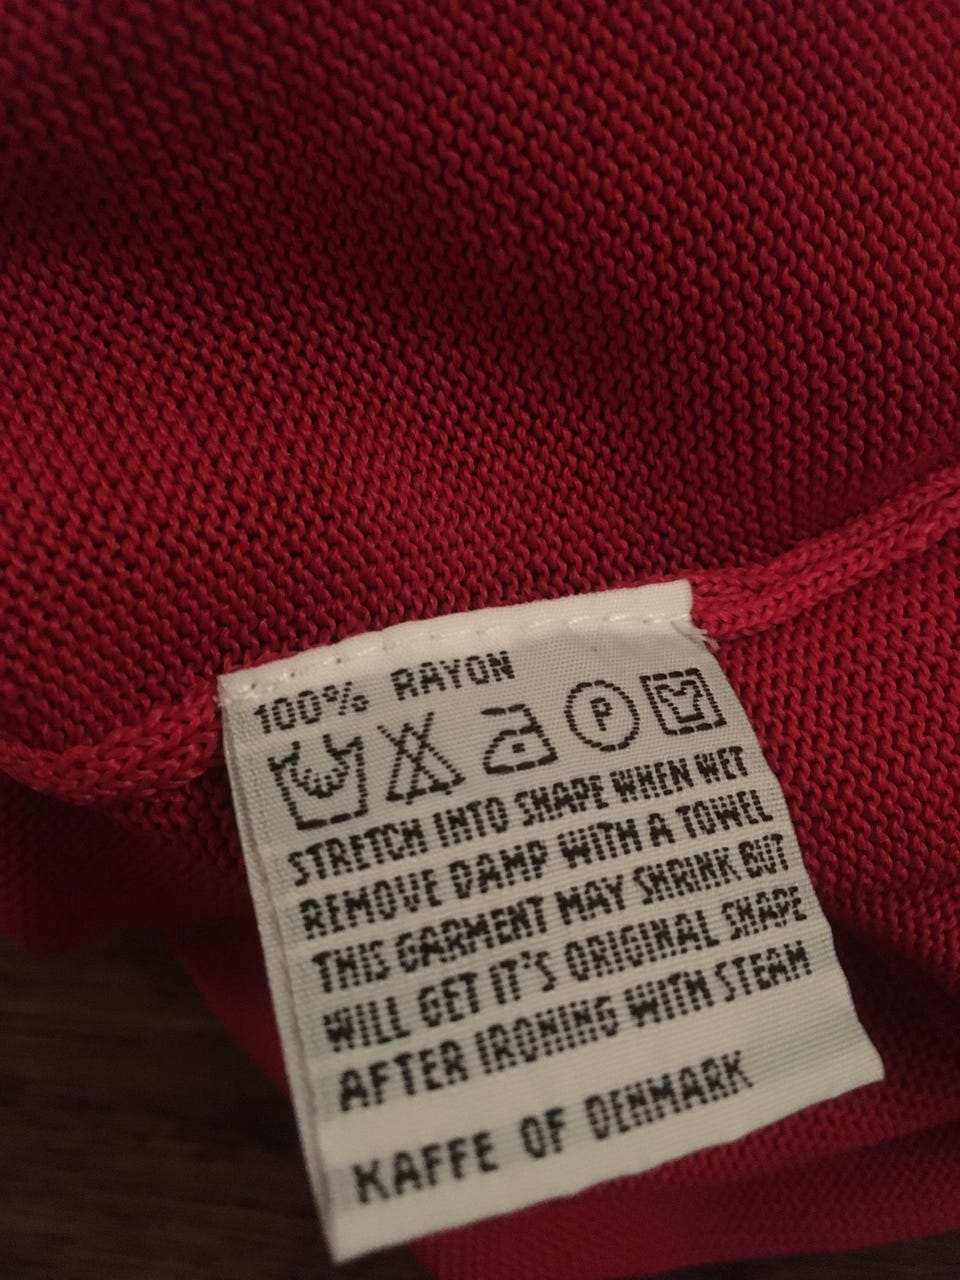 100% RAYON
P
STRETCH INTO SHAPE WHEN WET
REMOVE DAMP WITH A TOWEL
THIS GARMENT MAY SHRINK BUT
WILL GET IT'S ORIGINAL SHAPE
AFTER IRONING WITH STEAM
KAFFE OF DENMARK